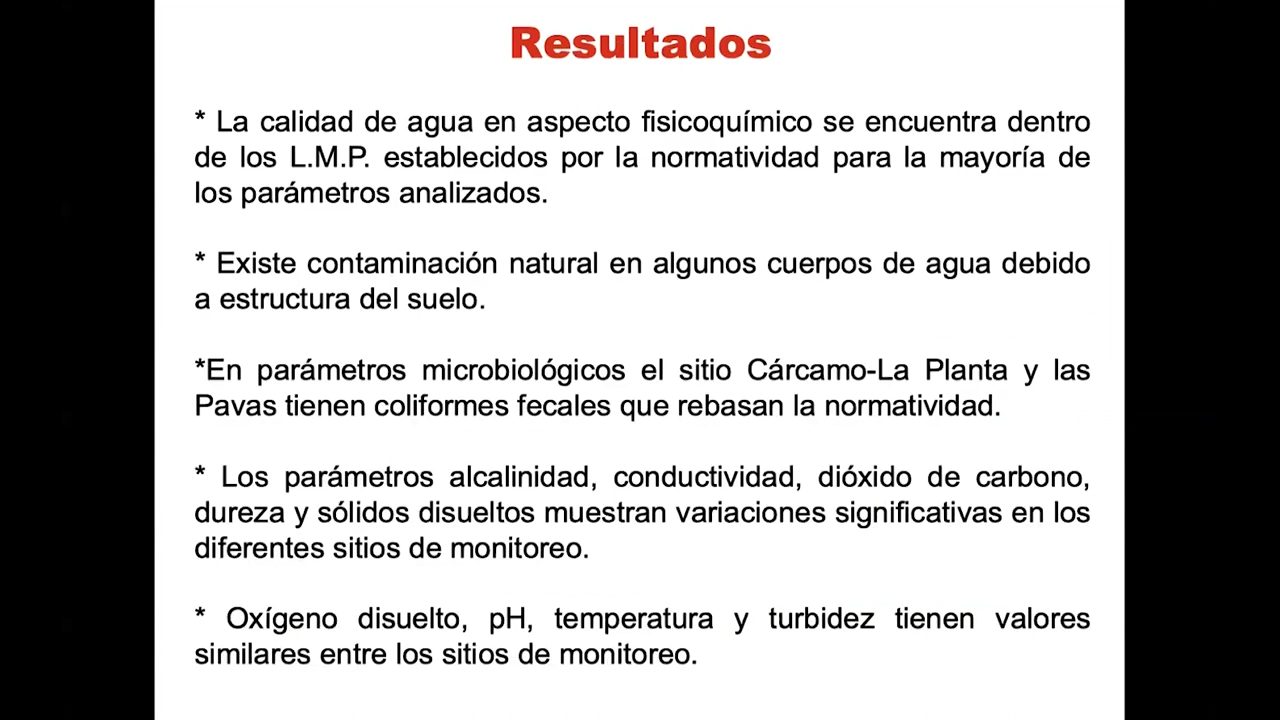 Resultados
* La calidad de agua en aspecto fisicoquímico se encuentra dentro
de los L.M.P. establecidos por la normatividad para la mayoría de
los parámetros analizados.
* Existe contaminación natural en algunos cuerpos de agua debido
a estructura del suelo.
*En parámetros microbiológicos el sitio Cárcamo-La Planta y las
Pavas tienen coliformes fecales que rebasan la normatividad.
* Los parámetros alcalinidad, conductividad, dióxido de carbono,
dureza y sólidos disueltos muestran variaciones significativas en los
diferentes sitios de monitoreo.
* Oxígeno disuelto, pH, temperatura y turbidez tienen valores
similares entre los sitios de monitoreo.